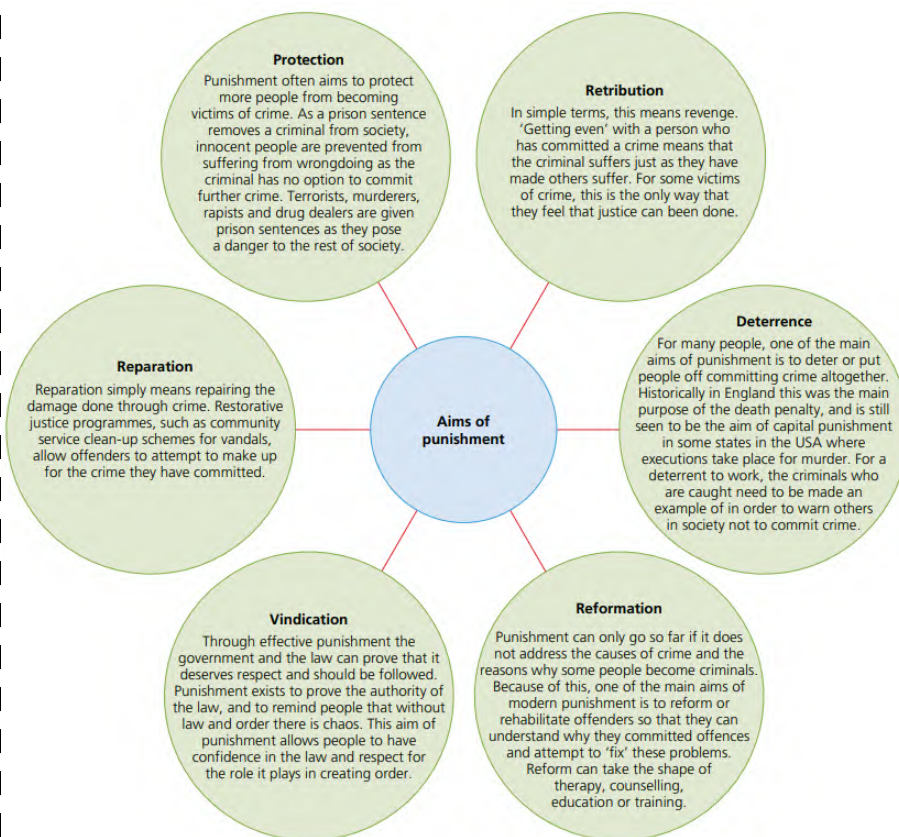 Protection
Punishment often aims to protect
more people from becoming
victims of crime. As a prison sentence
removes a criminal from society,
innocent people are prevented from
suffering from wrongdoing as the
criminal has no option to commit
further crime. Terrorists, murderers,
rapists and drug dealers are given
prison sentences as they pose
a danger to the rest of society.
Retribution
In simple terms, this means revenge.
‘Getting even’ with a person who
has committed a crime means that
the criminal suffers just as they have
made others suffer. For some victims
of crime, this is the only way that
they feel that justice can been done.
Reparation
Reparation simply means repairing the
damage done through crime. Restorative
justice programmes, such as community
service clean-up schemes for vandals,
allow offenders to attempt to make up
for the crime they have committed.
Aims of
punishment
Deterrence
For many people, one of the main
aims of punishment is to deter or put
people off committing crime altogether.
Historically in England this was the main
purpose of the death penalty, and is still
seen to be the aim of capital punishment
in some states in the USA where
executions take place for murder. For a
deterrent to work, the criminals who
are caught need to be made an
example of in order to warn others
in society not to commit crime.
Vindication
Through effective punishment the
government and the law can prove that it
deserves respect and should be followed.
Punishment exists to prove the authority of
the law, and to remind people that without
law and order there is chaos. This aim of
punishment allows people to have
confidence in the law and respect for
the role it plays in creating order.
Reformation
Punishment can only go so far if it does
not address the causes of crime and the
reasons why some people become criminals.
Because of this, one of the main aims of
modern punishment is to reform or
rehabilitate offenders so that they can
understand why they committed offences
and attempt to ‘fix’ these problems.
Reform can take the shape of
therapy, counselling,
education or training.